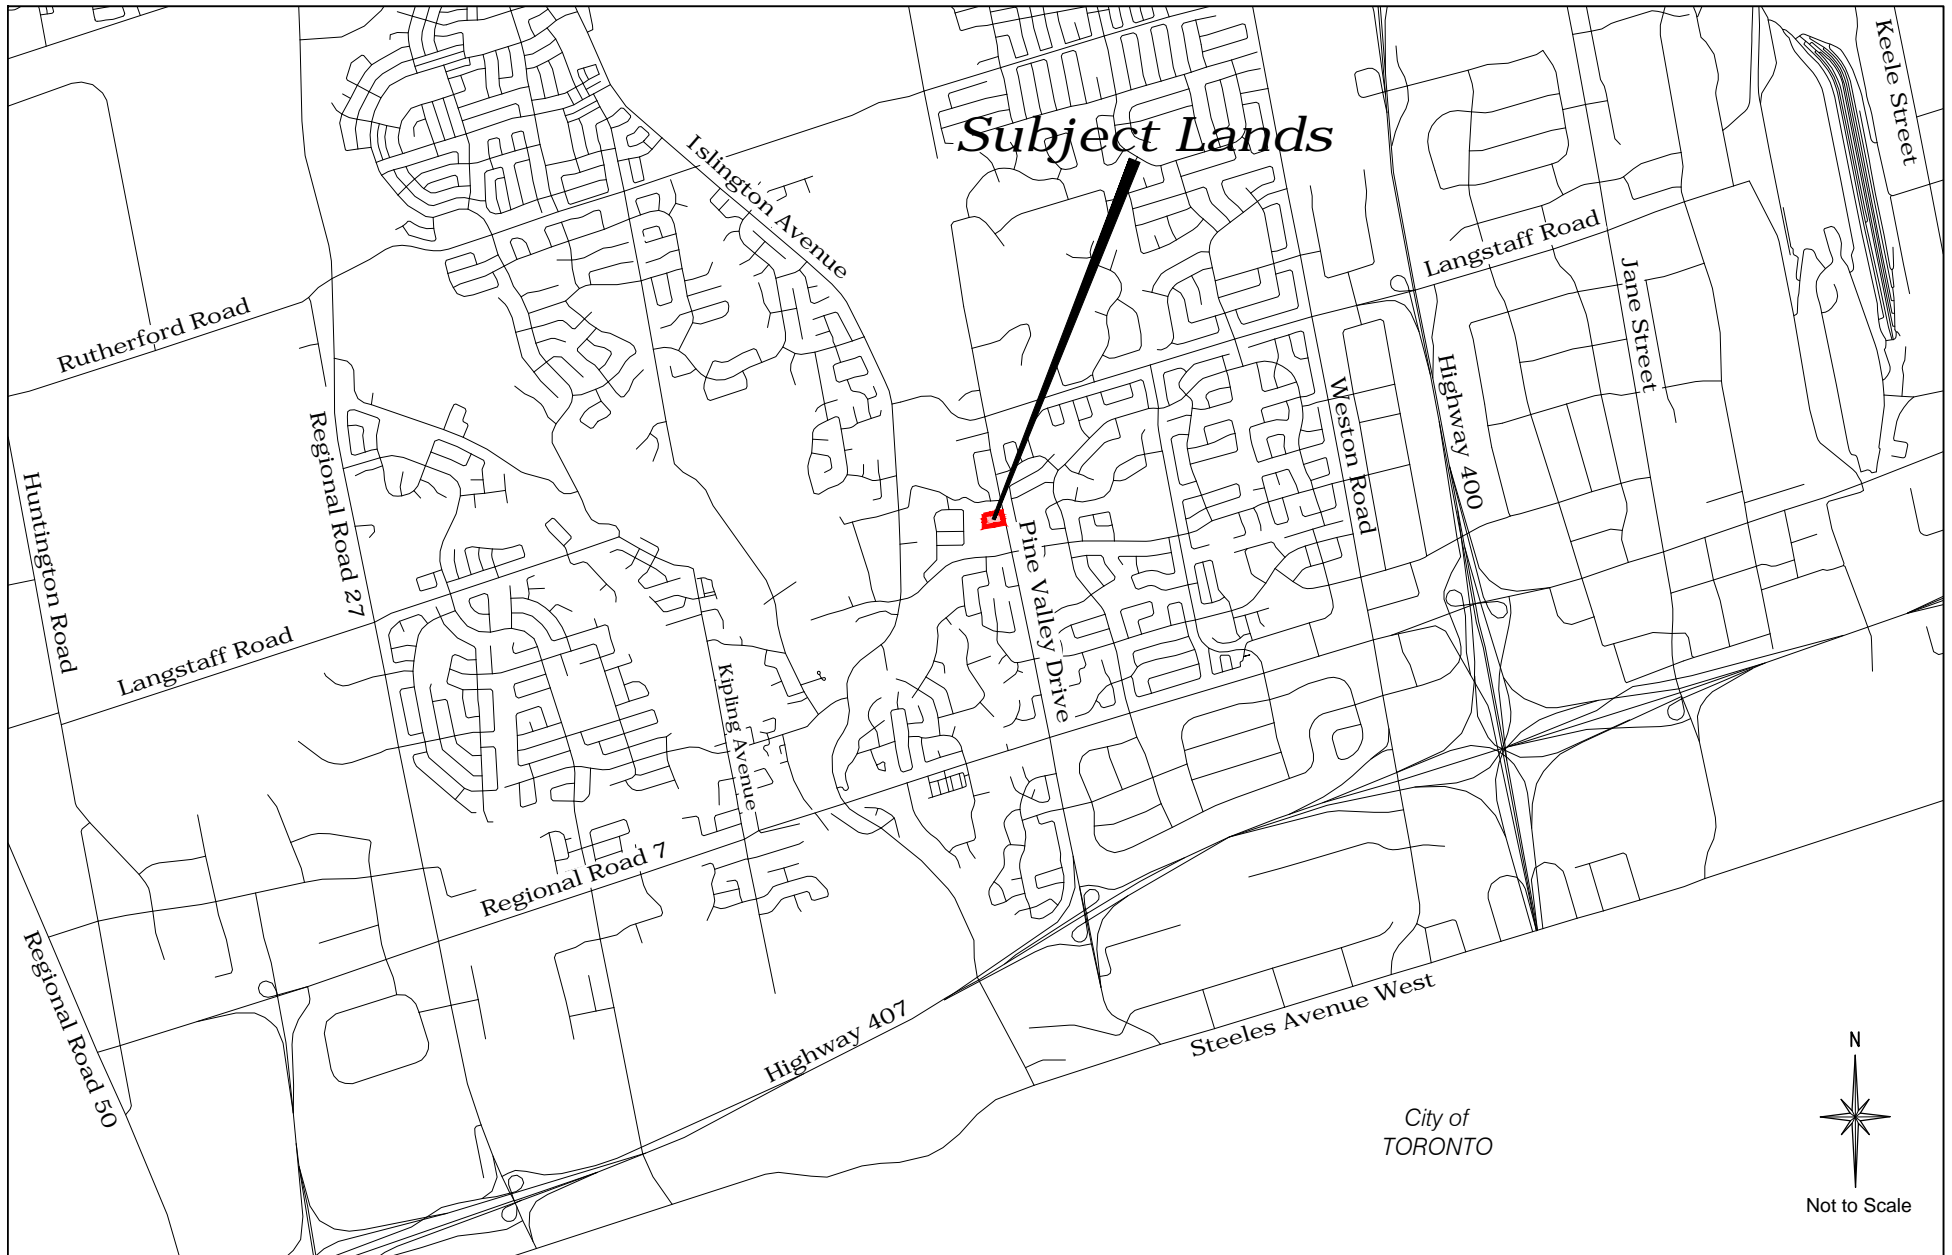 Keele Street
Subject Lands
Islington Avenue
Langstaff Road
Jane Street
Rutherford Road
Highway 400
Weston Road
Regional Road 27
Huntington Road
Pine Valley Drive
Langstaff Road
Kipling Avenue
Regional Road 7
Regional Road 50
Highway 407
Steeles Avenue West
N
City of
TORONTO
Not to Scale